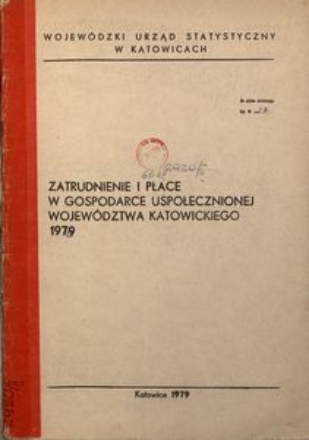 WOJEWÓDZKI URZĄD STATYSTYCZNY
W KATOWICACH
ZATRUDNIENIE I PŁACE
W GOSPODARCE USPOŁECZNIONEJ
WOJEWÓDZTWA KATOWICKIEGO
1979
Katowice 1979